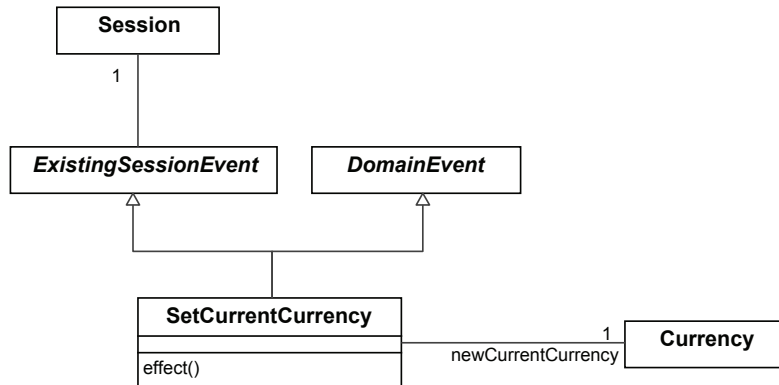 Session
1
ExistingSessionEvent
DomainEvent
SetCurrentCurrency
effect()
1
newCurrentCurrency
Currency